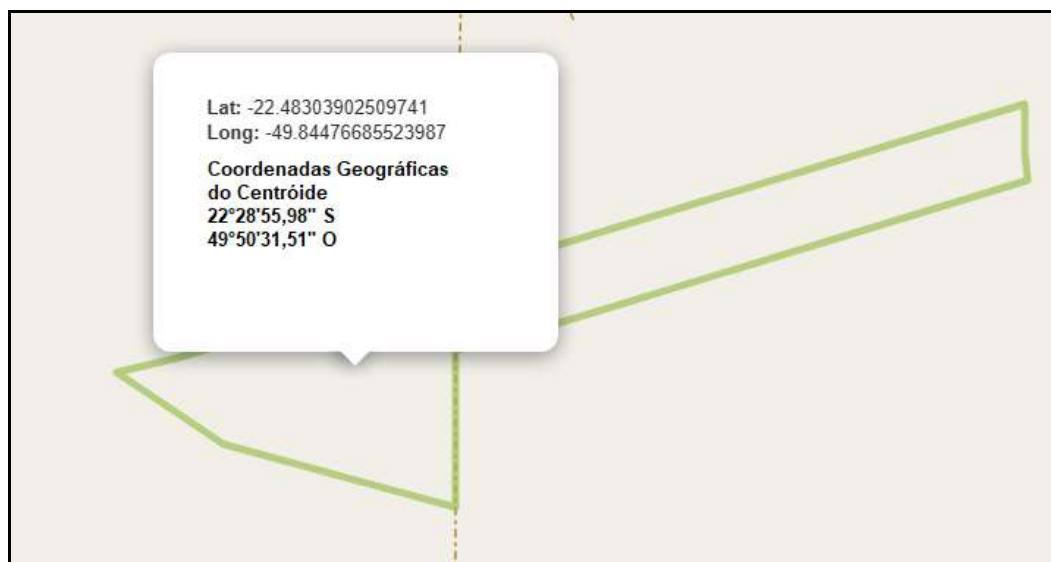 Lat: -22.48303902509741
Long: -49.84476685523987
Coordenadas Geográficas
do Centróide
22°28'55,98" S
49°50'31,51" O